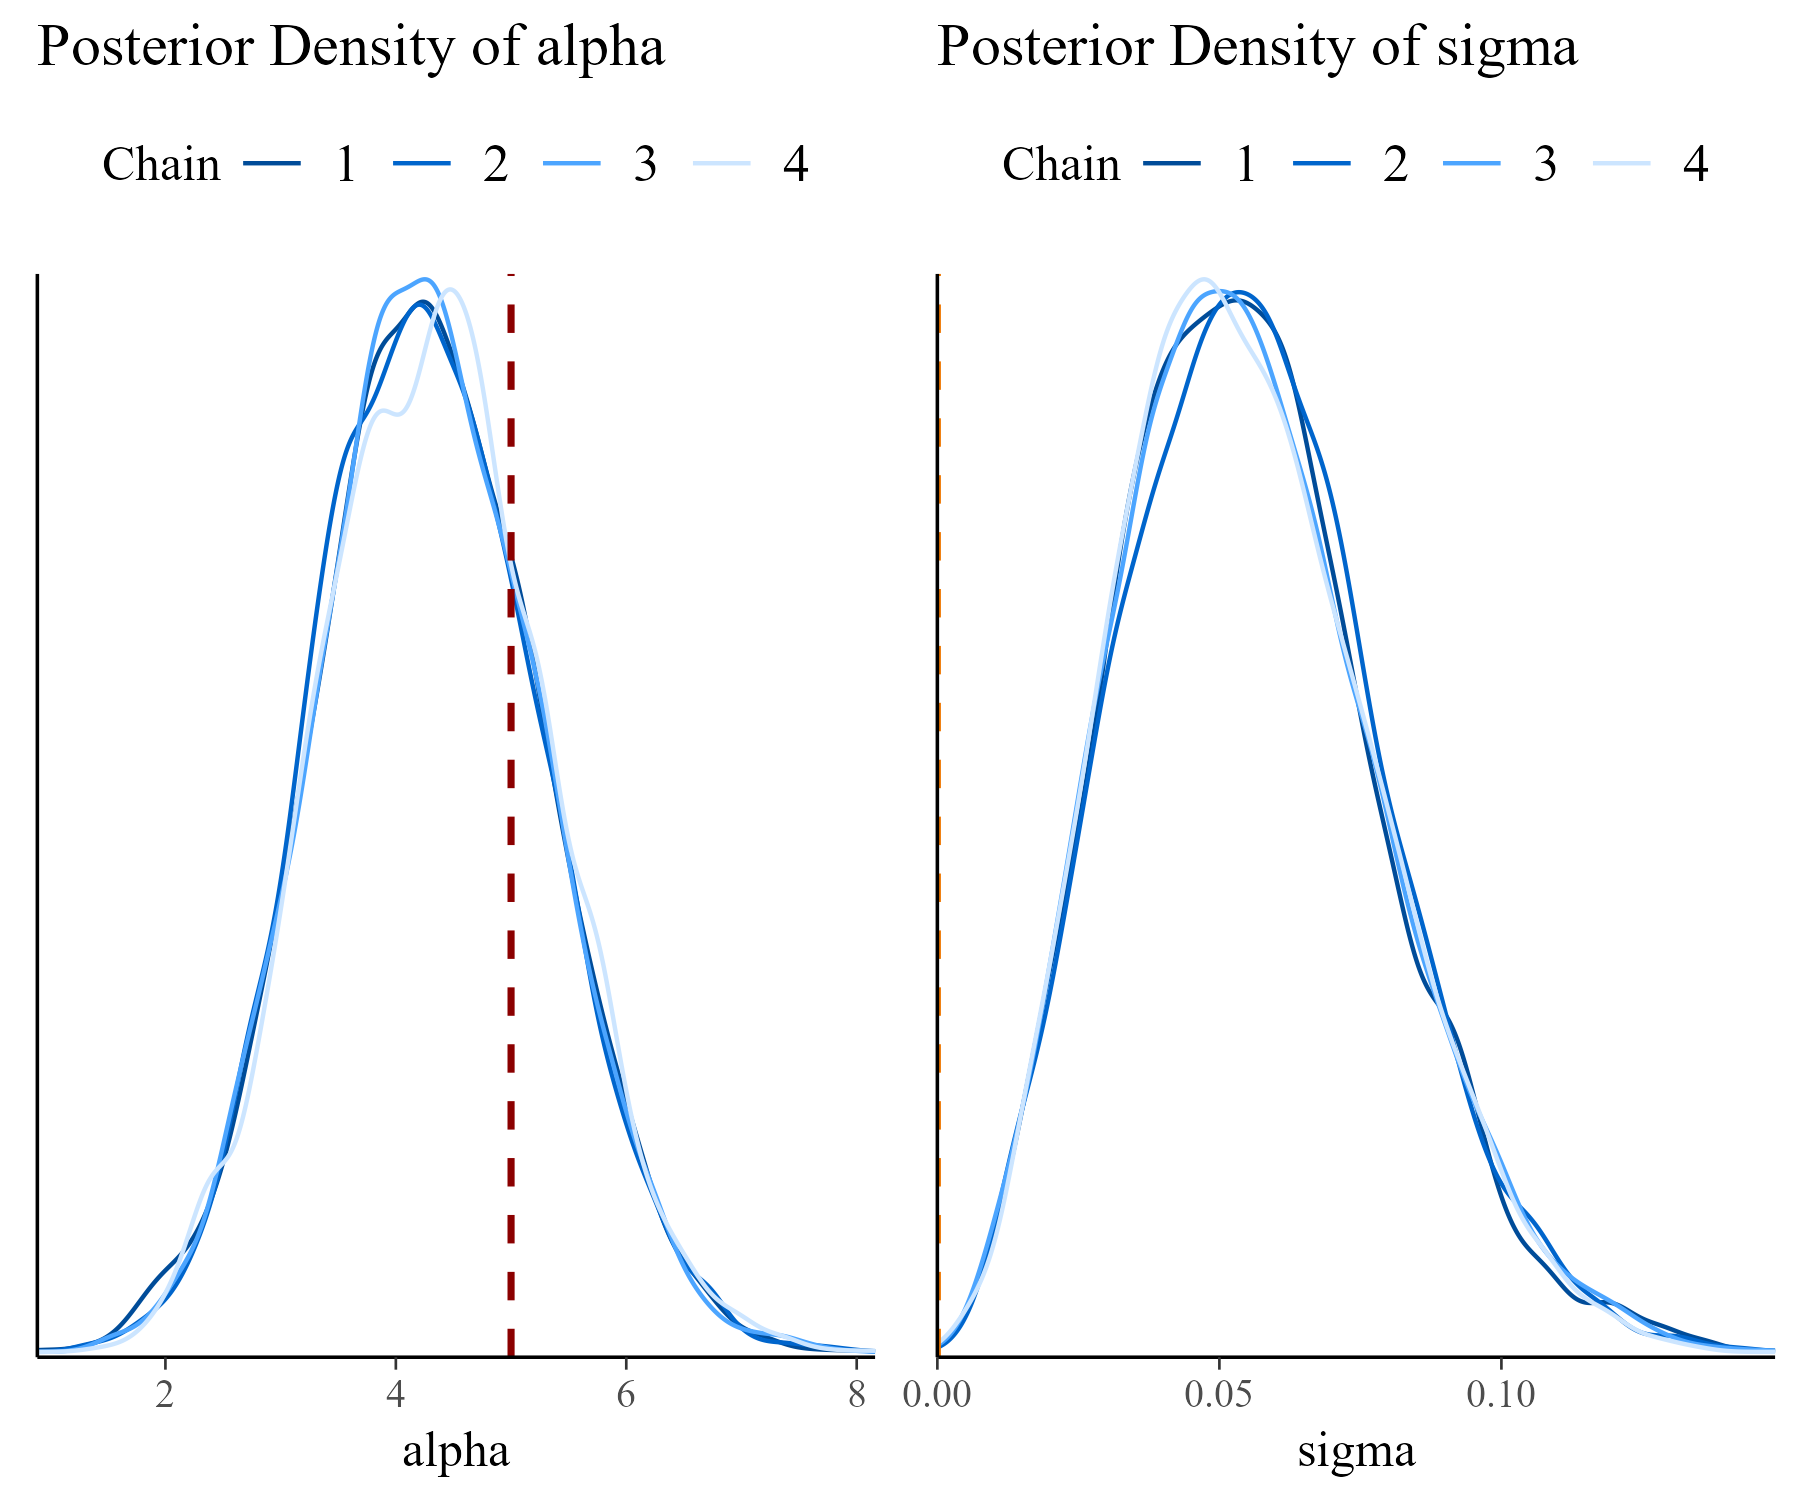 Posterior Density of alpha
Chain 1 2 3 4
2 4 6 8
alpha
Posterior Density of sigma
Chain 1 2 3 4
0.00 0.05 0.10
sigma